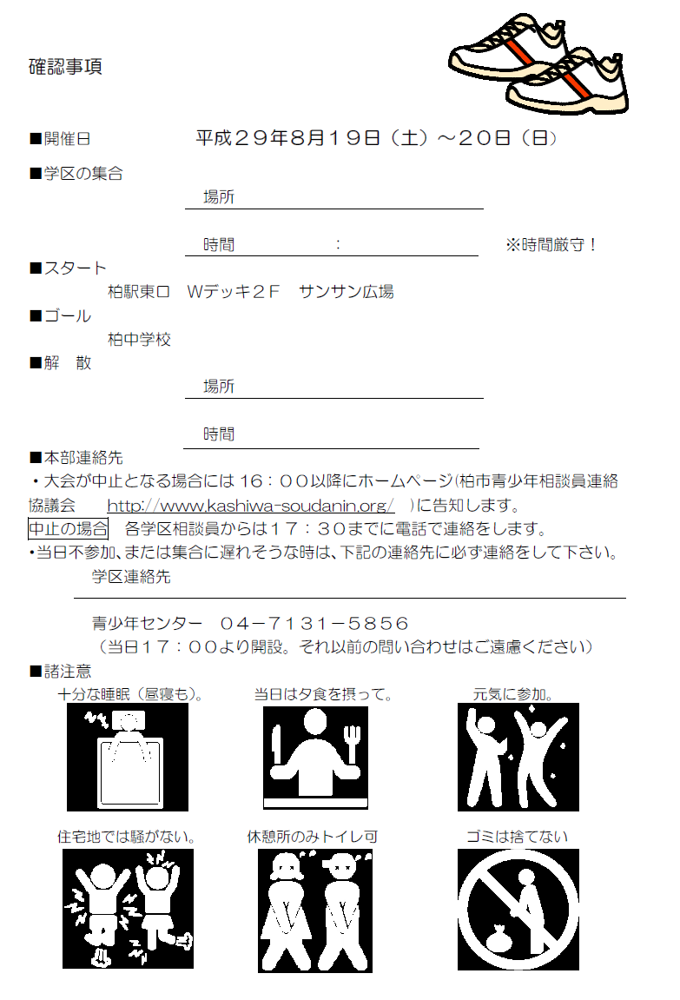 確認事項
■開催日 平成２９年８月１９日（土）～２０日（日）
■学区の集合
場所
時間 ： ※時間厳守！
■スタート
柏駅東口 Ｗデッキ２Ｆ サンサン広場
■ゴール
柏中学校
■解 散
場所
時間
■本部連絡先
・大会が中止となる場合には 16：００以降にホームページ(柏市青少年相談員連絡
協議会 http://www.kashiwa-soudanin.org/ )に告知します。
中止の場合 各学区相談員からは１７：３０までに電話で連絡をします。
・当日不参加、または集合に遅れそうな時は、下記の連絡先に必ず連絡をして下さい。
学区連絡先
青少年センター ０４－７１３１－５８５６
（当日１７：００より開設。それ以前の問い合わせはご遠慮ください）
■諸注意
十分な睡眠（昼寝も）。 当日は夕食を摂って。 元気に参加。
住宅地では騒がない。 休憩所のみトイレ可 ゴミは捨てない